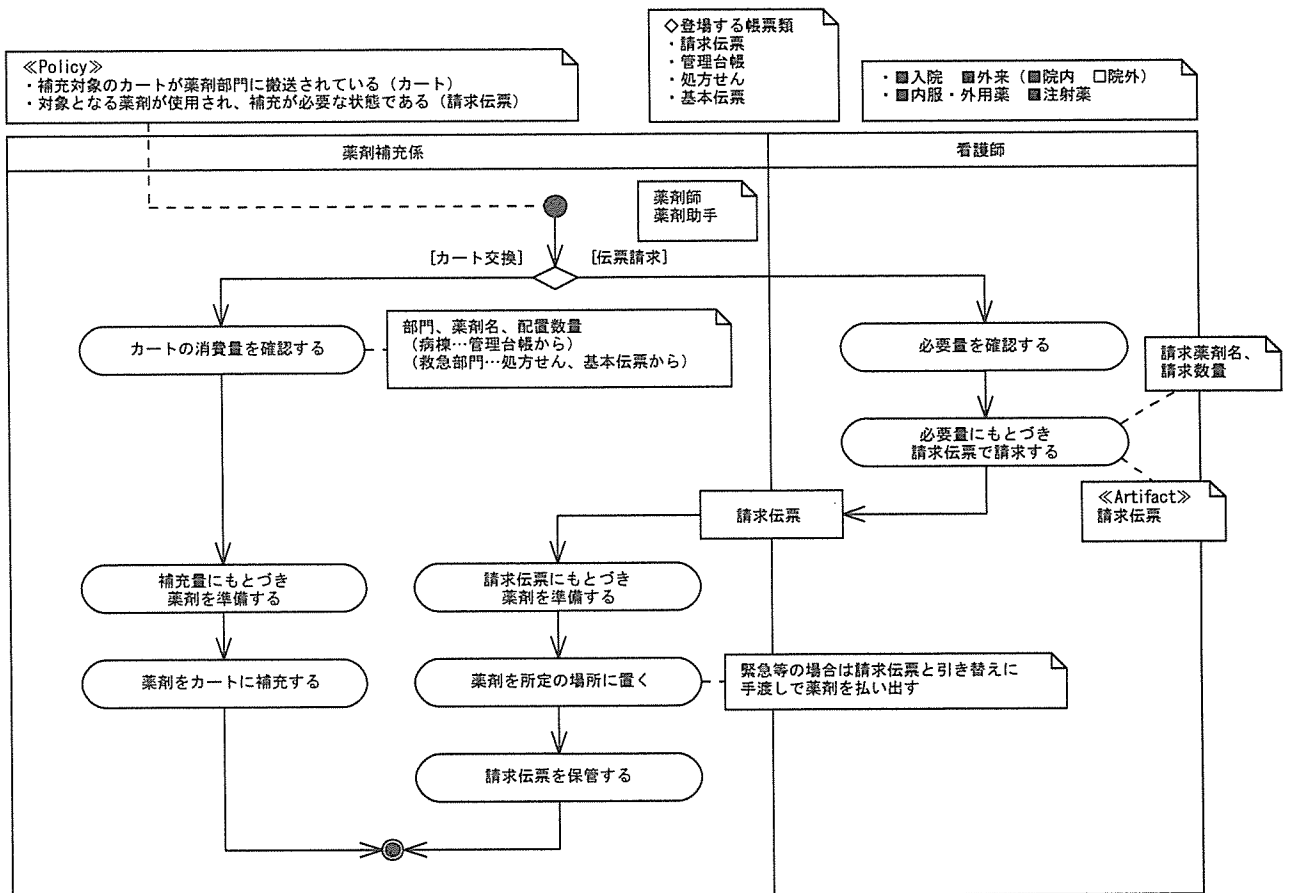 ≪Policy≫
・補充対象のカートが薬剤部門に搬送されている（カート）
・対象となる薬剤が使用され、補充が必要な状態である（請求伝票）
◇登場する帳票類
・請求伝票
・管理台帳
・処方せん
・基本伝票
・■入院　■外来（■院内　□院外）
・■内服・外用薬　■注射薬
薬剤補充係
看護師
薬剤師
薬剤助手
[カート交換]
[伝票請求]
カートの消費量を確認する
部門、薬剤名、配置数量
（病棟…管理台帳から）
（救急部門…処方せん、基本伝票から）
必要量を確認する
請求薬剤名、
請求数量
必要量にもとづき
請求伝票で請求する
≪Artifact≫
請求伝票
請求伝票
補充量にもとづき
薬剤を準備する
請求伝票にもとづき
薬剤を準備する
薬剤をカートに補充する
薬剤を所定の場所に置く
緊急等の場合は請求伝票と引き替えに
手渡しで薬剤を払い出す
請求伝票を保管する